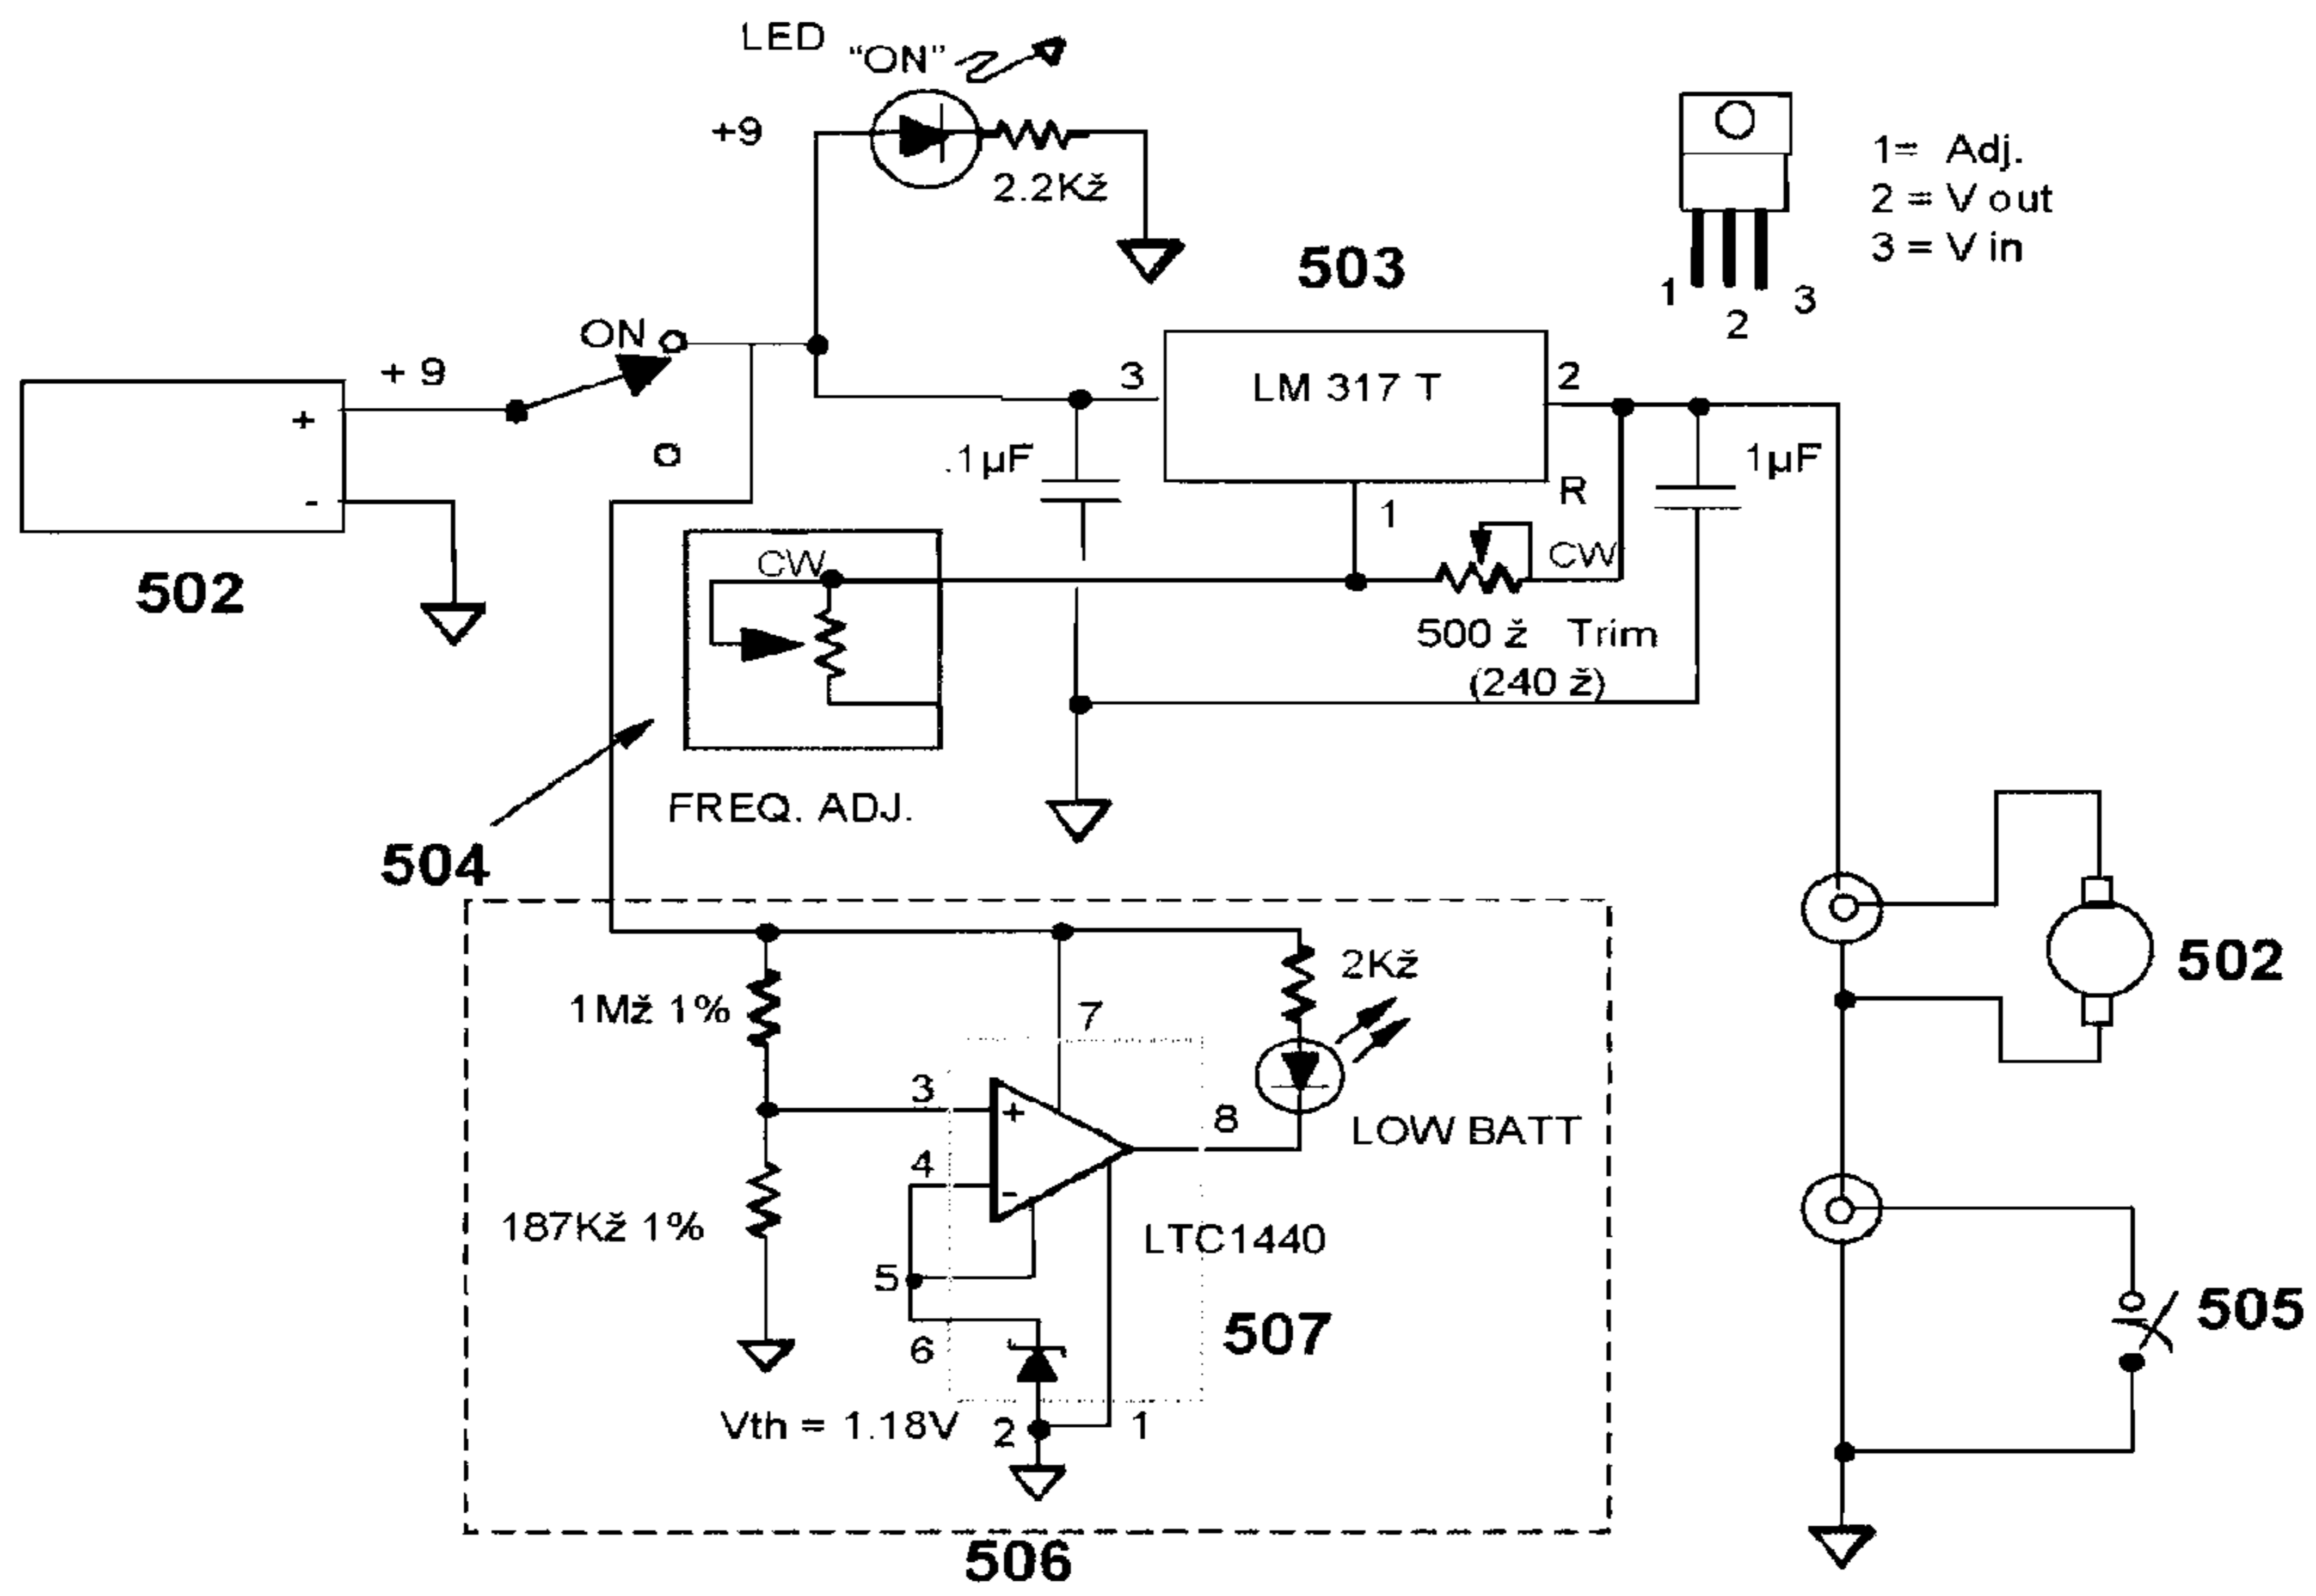 LED "ON"
+9
2.2Kž
1= Adj.
2 = V out
3 = V in
1
2
3
503
ON
+ 9
+
-
502
3
LM 317 T
2
.1µF
1
R
1µF
CW
CW
500 ž Trim
(240 ž)
FREQ. ADJ.
504
502
2Kž
1Mž 1%
7
3
+
8
LOW BATT
4
-
187Kž 1%
LTC1440
5
507
505
6
Vth = 1.18V
2
1
506